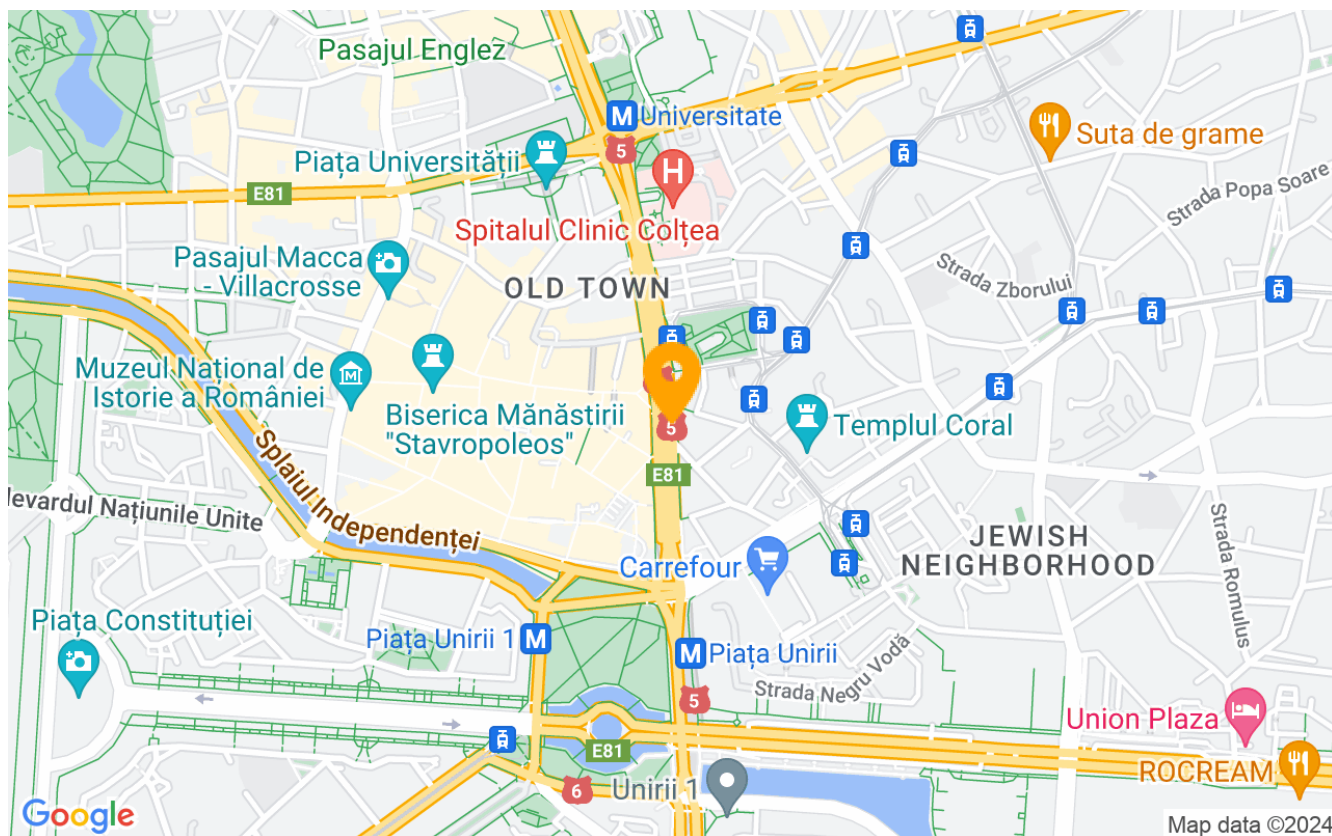 Pasajul Englez
M
Universitate
5
Suta de grame
Piața Universității
H
E81
Strada Popa Soare
Spitalul Clinic Colțea
Pasajul Macca
- Villacrosse
OLD TOWN
Strada Zborului
Muzeul Național de
Istorie a României
M
Biserica Mănăstirii
"Stavropoleos"
5
Templul Coral
E81
Splaiul Independenței
levardul Națiunile Unite
JEWISH
NEIGHBORHOOD
Strada Romulus
Carrefour
Piața Constituției
Piața Unirii 1
M
M
Piața Unirii
Strada Negru Vodă
5
Union Plaza
E81
ROCREAM
6
Unirii 1
Google
Map data ©2024